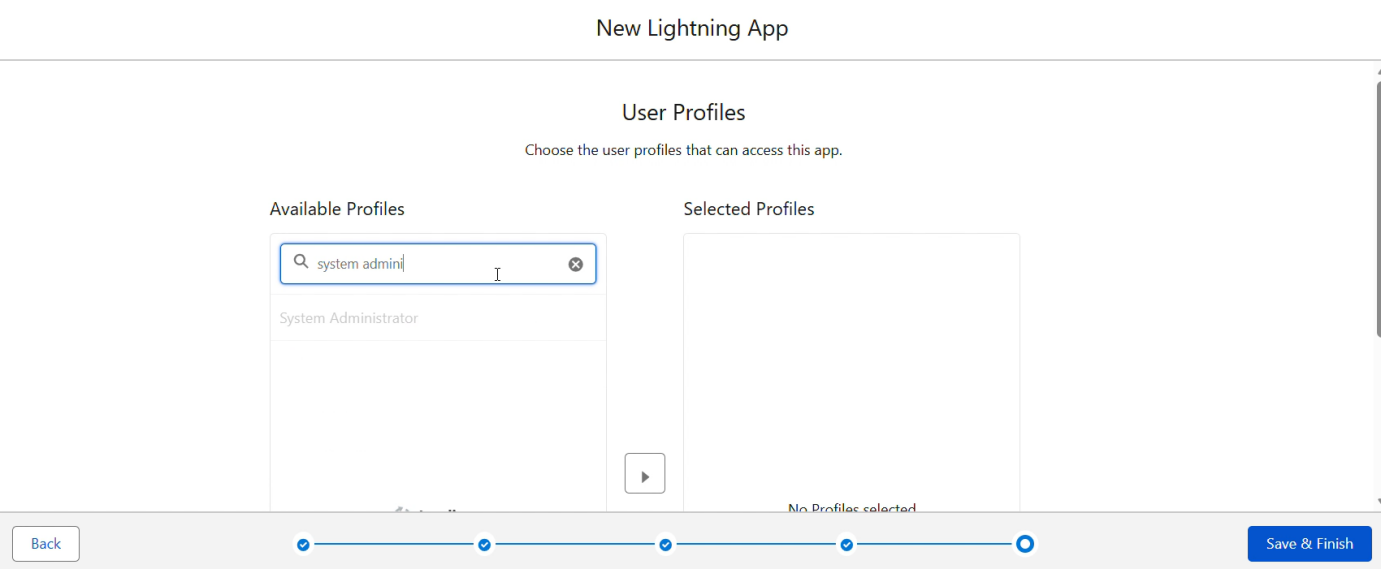 New Lightning App
User Profiles
Choose the user profiles that can access this app.
Available Profiles
Selected Profiles
system admini
System Administrator
No Profiles selected
Back
Save & Finish